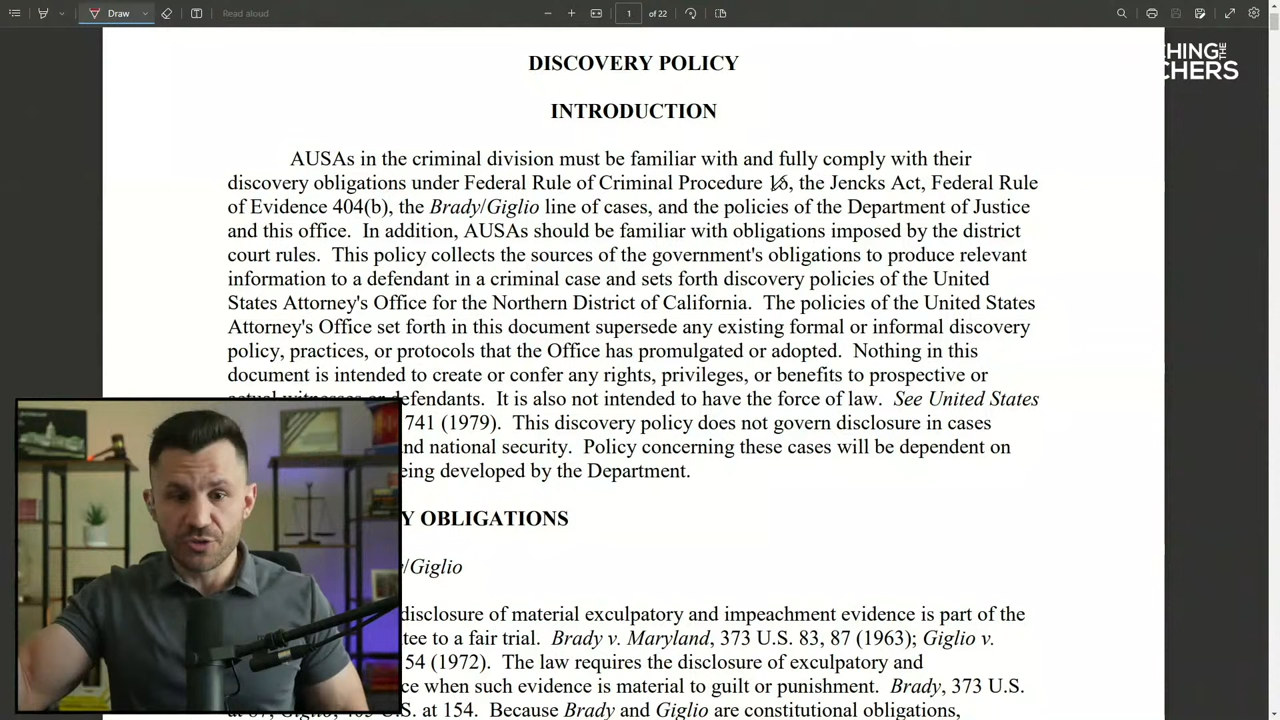 Draw
Read aloud
1 of 22
HING THE
CHERS
DISCOVERY POLICY
INTRODUCTION
AUSAs in the criminal division must be familiar with and fully comply with their
discovery obligations under Federal Rule of Criminal Procedure 16, the Jencks Act, Federal Rule
of Evidence 404(b), the Brady/Giglio line of cases, and the policies of the Department of Justice
and this office. In addition, AUSAs should be familiar with obligations imposed by the district
court rules. This policy collects the sources of the government's obligations to produce relevant
information to a defendant in a criminal case and sets forth discovery policies of the United
States Attorney's Office for the Northern District of California. The policies of the United States
Attorney's Office set forth in this document supersede any existing formal or informal discovery
policy, practices, or protocols that the Office has promulgated or adopted. Nothing in this
document is intended to create or confer any rights, privileges, or benefits to prospective or
actual witnesses or defendants. It is also not intended to have the force of law. See United States
741 (1979). This discovery policy does not govern disclosure in cases
and national security. Policy concerning these cases will be dependent on
eing developed by the Department.
Y OBLIGATIONS
/Giglio
disclosure of material exculpatory and impeachment evidence is part of the
tee to a fair trial. Brady v. Maryland, 373 U.S. 83, 87 (1963); Giglio v.
54 (1972). The law requires the disclosure of exculpatory and
ce when such evidence is material to guilt or punishment. Brady, 373 U.S.
U.S. at 154. Because Brady and Giglio are constitutional obligations,